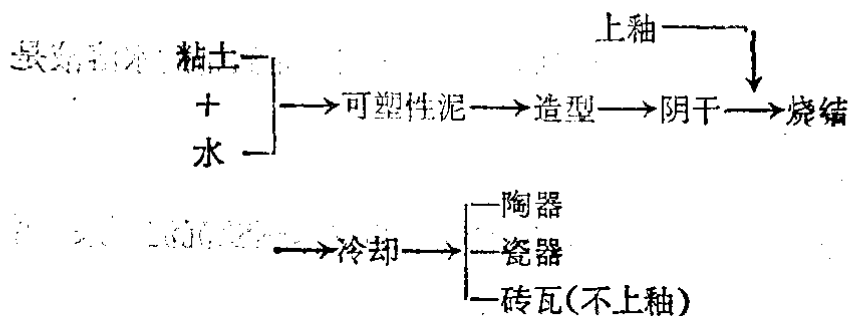 上釉
粘土
+
可塑性泥 造型 阴干 烧结
水
陶器
冷却 瓷器
砖瓦(不上釉)